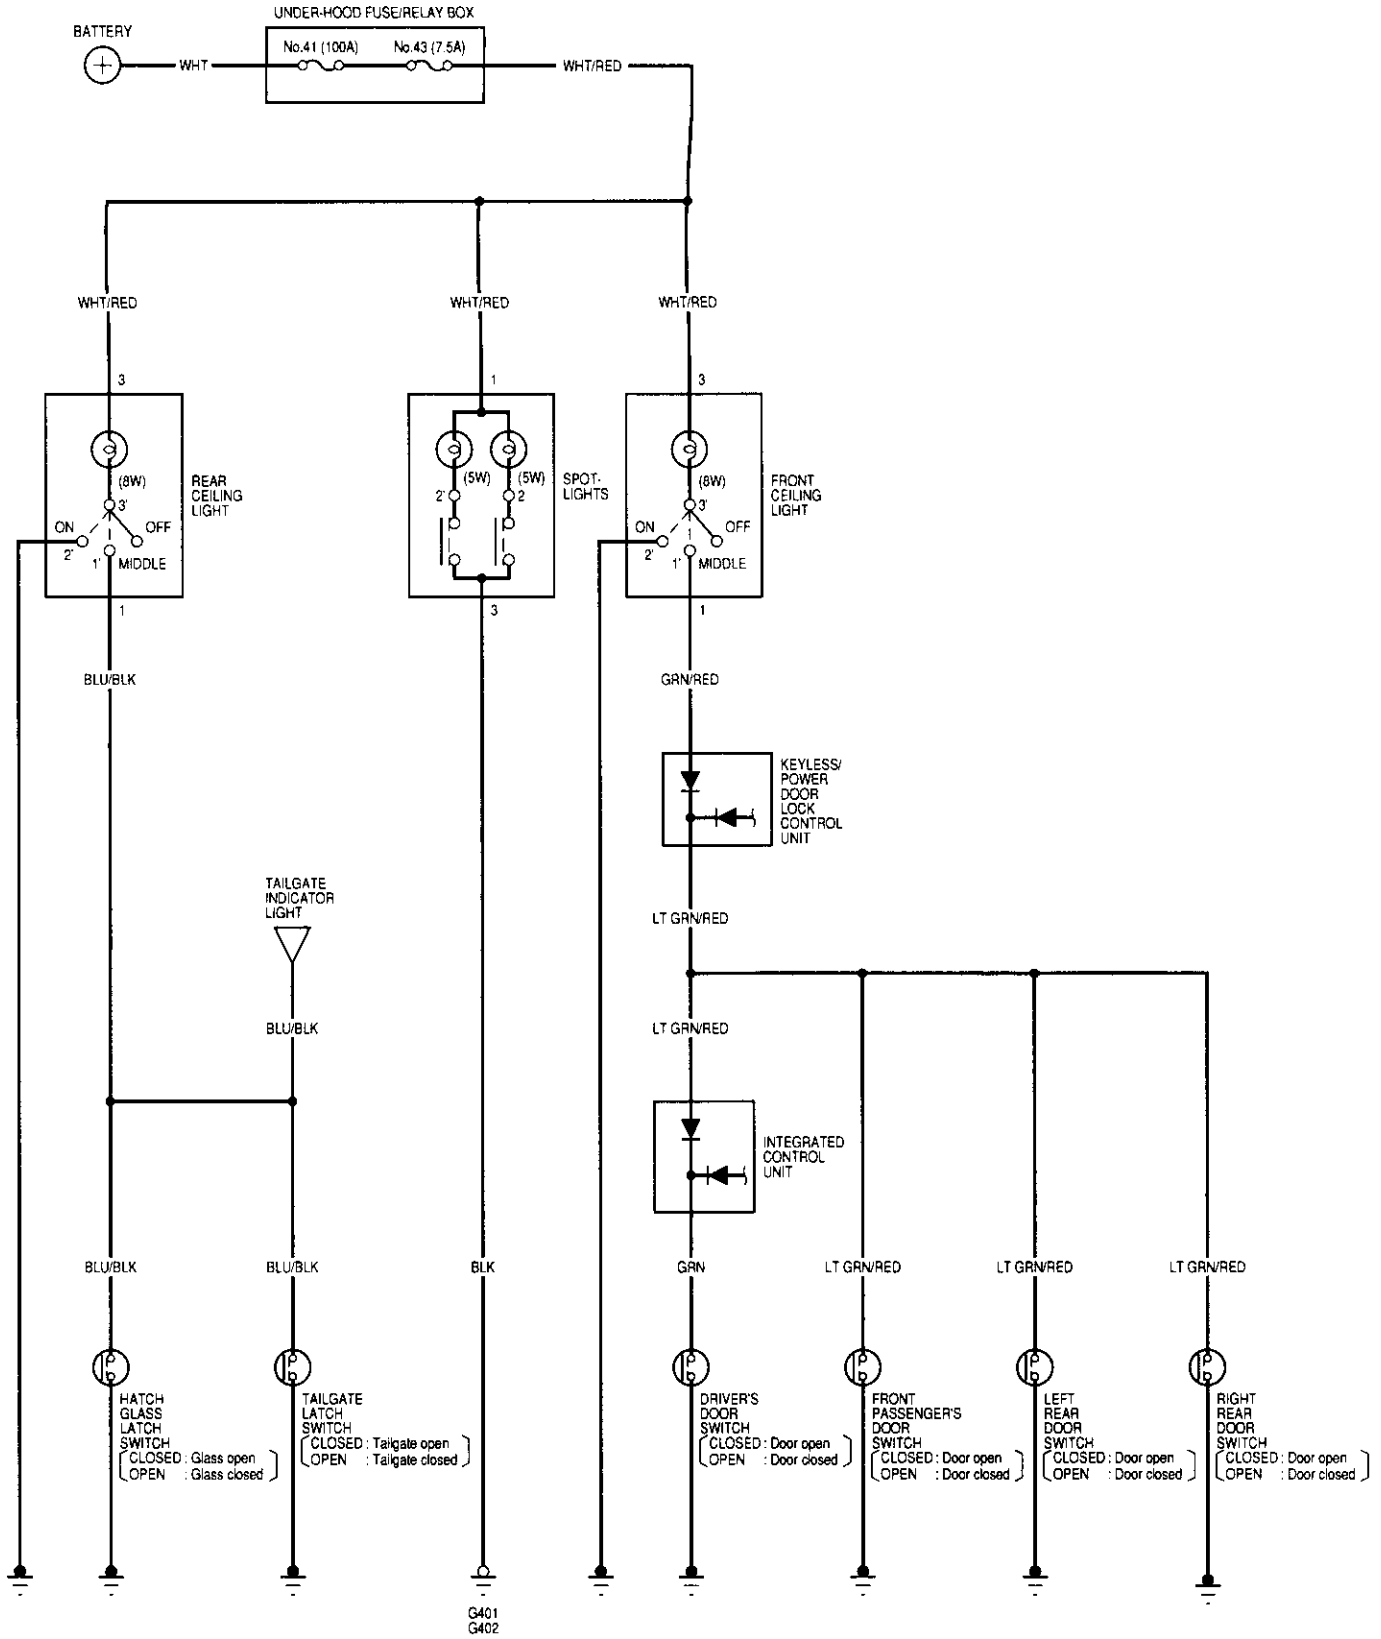 UNDER-HOOD FUSE/RELAY BOX
BATTERY
No.41 (100A)
No.43 (7.5A)
WHT
WHT/RED
WHT/RED
WHT/RED
WHT/RED
3
1
3
(8W)
3'
ON
OFF
2'
1'
MIDDLE
1
REAR
CEILING
LIGHT
(5W)
(5W)
2'
2
3
SPOT-
LIGHTS
(8W)
3'
ON
1
OFF
2'
1'
MIDDLE
1
FRONT
CEILING
LIGHT
BLU/BLK
GRN/RED
KEYLESS/
POWER
DOOR
LOCK
CONTROL
UNIT
TAILGATE
INDICATOR
LIGHT
LT GRN/RED
BLU/BLK
LT GRN/RED
INTEGRATED
CONTROL
UNIT
BLU/BLK
BLU/BLK
BLK
GRN
LT GRN/RED
LT GRN/RED
LT GRN/RED
HATCH
GLASS
LATCH
SWITCH
CLOSED : Glass open
OPEN : Glass closed
TAILGATE
LATCH
SWITCH
CLOSED : Tailgate open
OPEN : Tailgate closed
DRIVER'S
DOOR
SWITCH
CLOSED : Door open
OPEN : Door closed
FRONT
PASSENGER'S
DOOR
SWITCH
CLOSED : Door open
OPEN : Door closed
LEFT
REAR
DOOR
SWITCH
CLOSED : Door open
OPEN : Door closed
RIGHT
REAR
DOOR
SWITCH
CLOSED : Door open
OPEN : Door closed
G401
G402